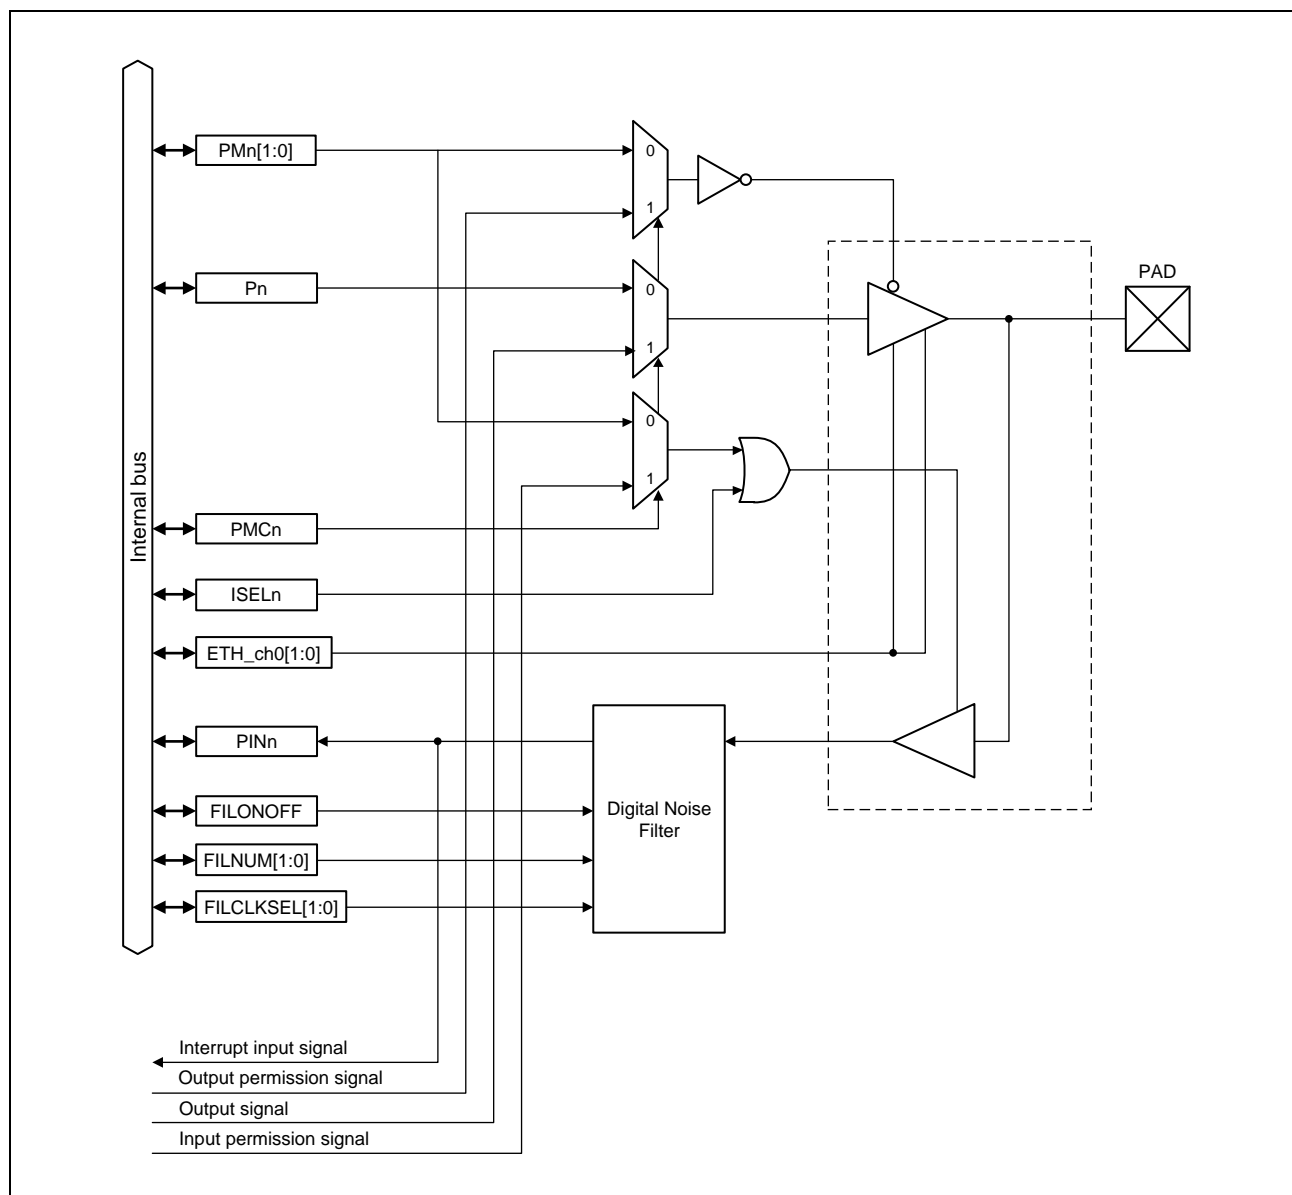 PMn[1:0]
0
1
Pn
0
1
PAD
0
1
Internal bus
PMCn
ISELn
ETH_ch0[1:0]
PINn
FILONOFF
FILNUM[1:0]
FILCLKSEL[1:0]
Digital Noise
Filter
Interrupt input signal
Output permission signal
Output signal
Input permission signal